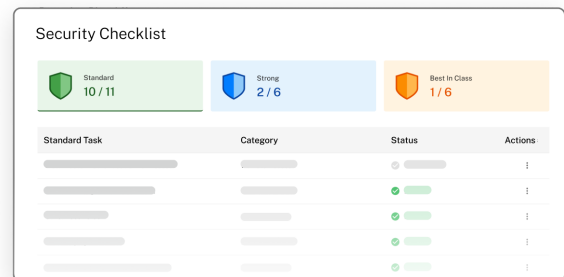 Security Checklist
Standard
10 / 11
Strong
2 / 6
Best In Class
1 / 6
Standard Task Category Status Actions